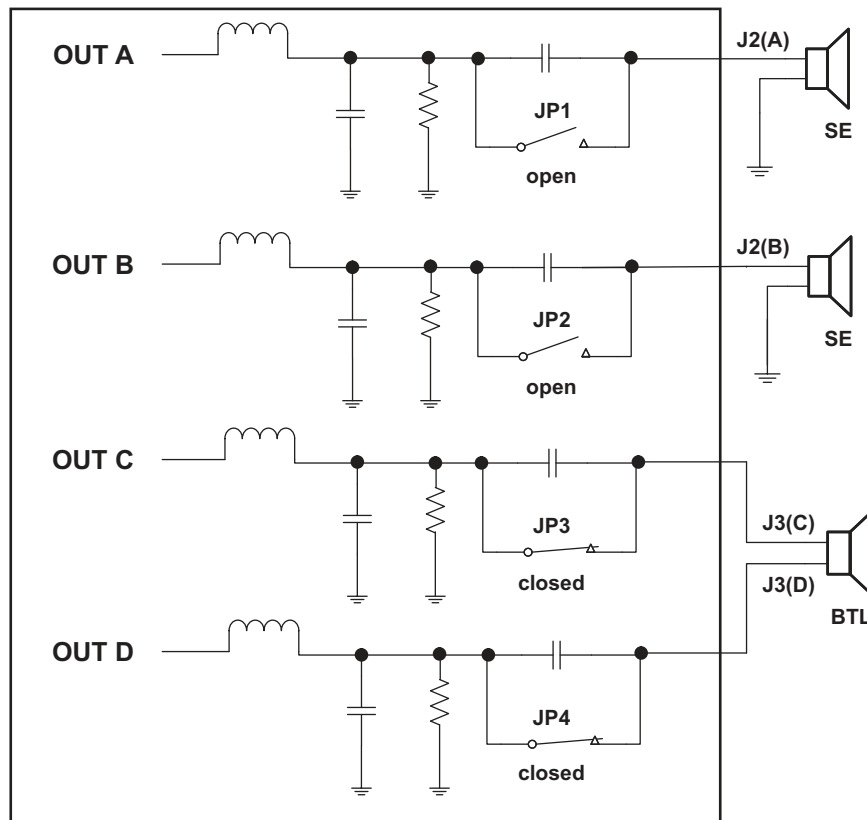 OUT A
J2(A)
JP1
open
SE
OUT B
J2(B)
JP2
open
SE
OUT C
JP3
closed
J3(C)
J3(D)
BTL
OUT D
JP4
closed